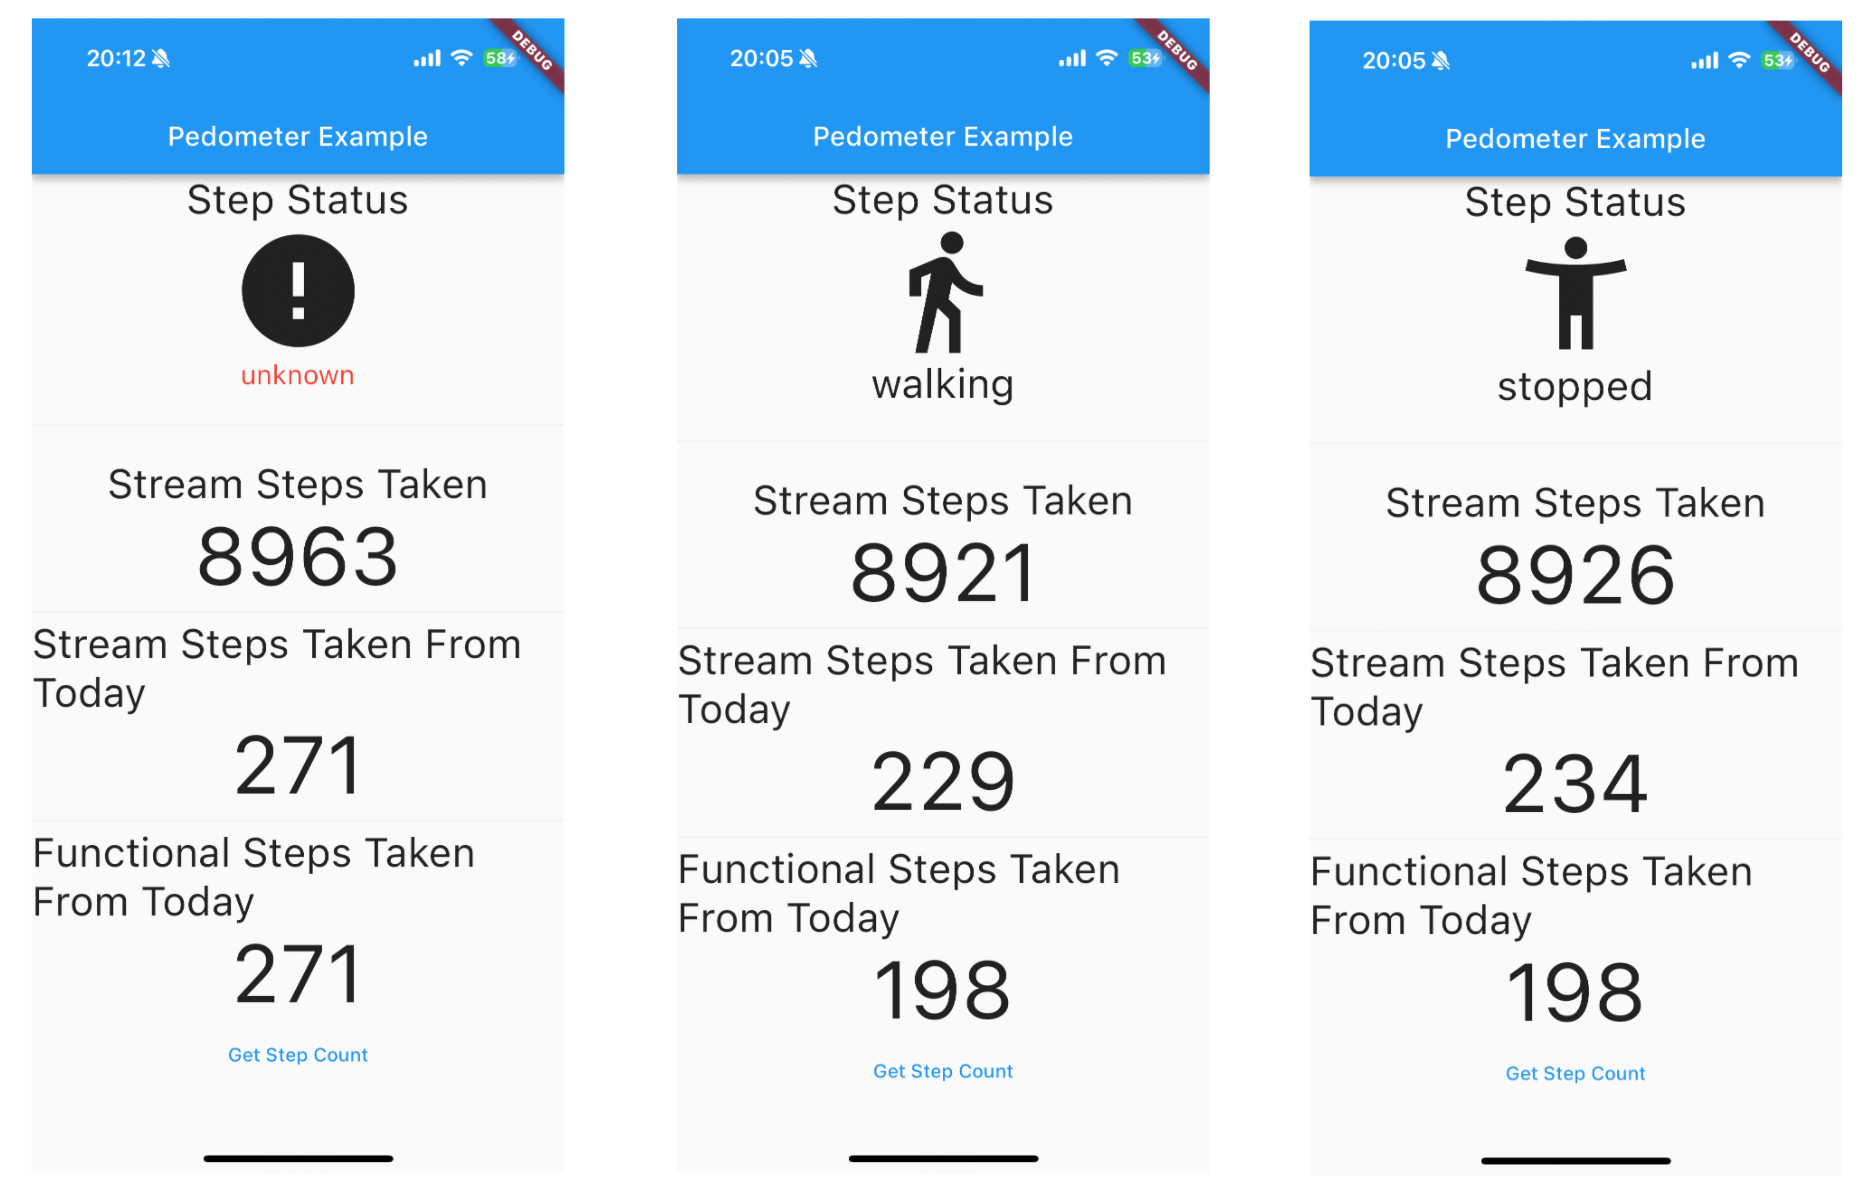 20:12
58
DEBUG
Pedometer Example
Step Status
unknown
Stream Steps Taken
8963
Stream Steps Taken From
Today
271
Functional Steps Taken
From Today
271
Get Step Count
20:05
53
DEBUG
Pedometer Example
Step Status
walking
Stream Steps Taken
8921
Stream Steps Taken From
Today
229
Functional Steps Taken
From Today
198
Get Step Count
20:05
53
DEBUG
Pedometer Example
Step Status
stopped
Stream Steps Taken
8926
Stream Steps Taken From
Today
234
Functional Steps Taken
From Today
198
Get Step Count